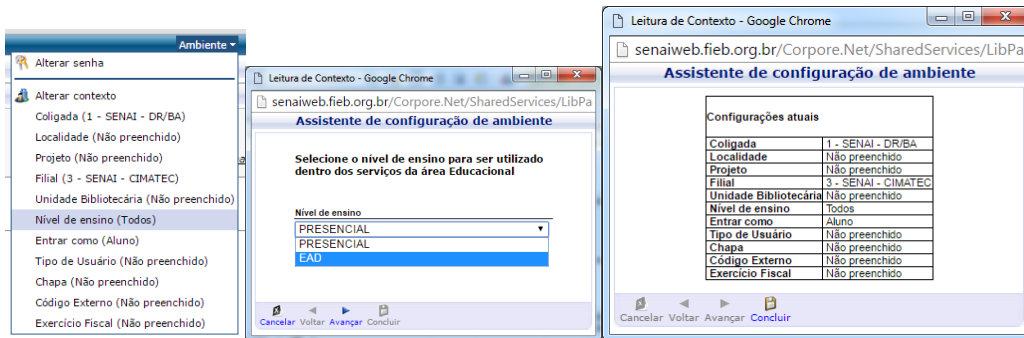 Ambiente
Alterar senha
Alterar contexto
Coligada (1 - SENAI - DR/BA)
Localidade (Não preenchido)
Projeto (Não preenchido)
Filial (3 - SENAI - CIMATEC)
Unidade Bibliotecária (Não preenchido)
Nível de ensino (Todos)
Entrar como (Aluno)
Tipo de Usuário (Não preenchido)
Chapa (Não preenchido)
Código Externo (Não preenchido)
Exercício Fiscal (Não preenchido)
Leitura de Contexto - Google Chrome
senaiweb.fieb.org.br/Corpore.Net/SharedServices/LibPa
Assistente de configuração de ambiente
Selecione o nível de ensino para ser utilizado
dentro dos serviços da área Educacional
Nível de ensino
PRESENCIAL
PRESENCIAL
EAD
Cancelar Voltar Avançar Concluir
Leitura de Contexto - Google Chrome
senaiweb.fieb.org.br/Corpore.Net/SharedServices/LibPa
Assistente de configuração de ambiente
Configurações atuais
Coligada 1 - SENAI - DR/BA
Localidade Não preenchido
Projeto Não preenchido
Filial 3 - SENAI - CIMATEC
Unidade Bibliotecária Não preenchido
Nível de ensino Todos
Entrar como Aluno
Tipo de Usuário Não preenchido
Chapa Não preenchido
Código Externo Não preenchido
Exercício Fiscal Não preenchido
Cancelar Voltar Avançar Concluir